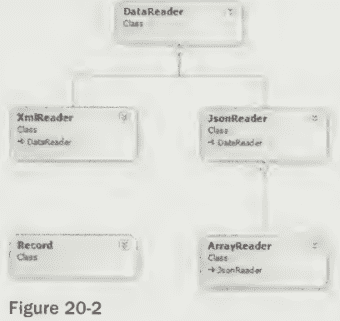 DataReader
Class
XmlReader
Class
DataReader
JsonReader
Class
DataReader
Record
Class
ArrayReader
Class
JsonReader
Figure 20-2